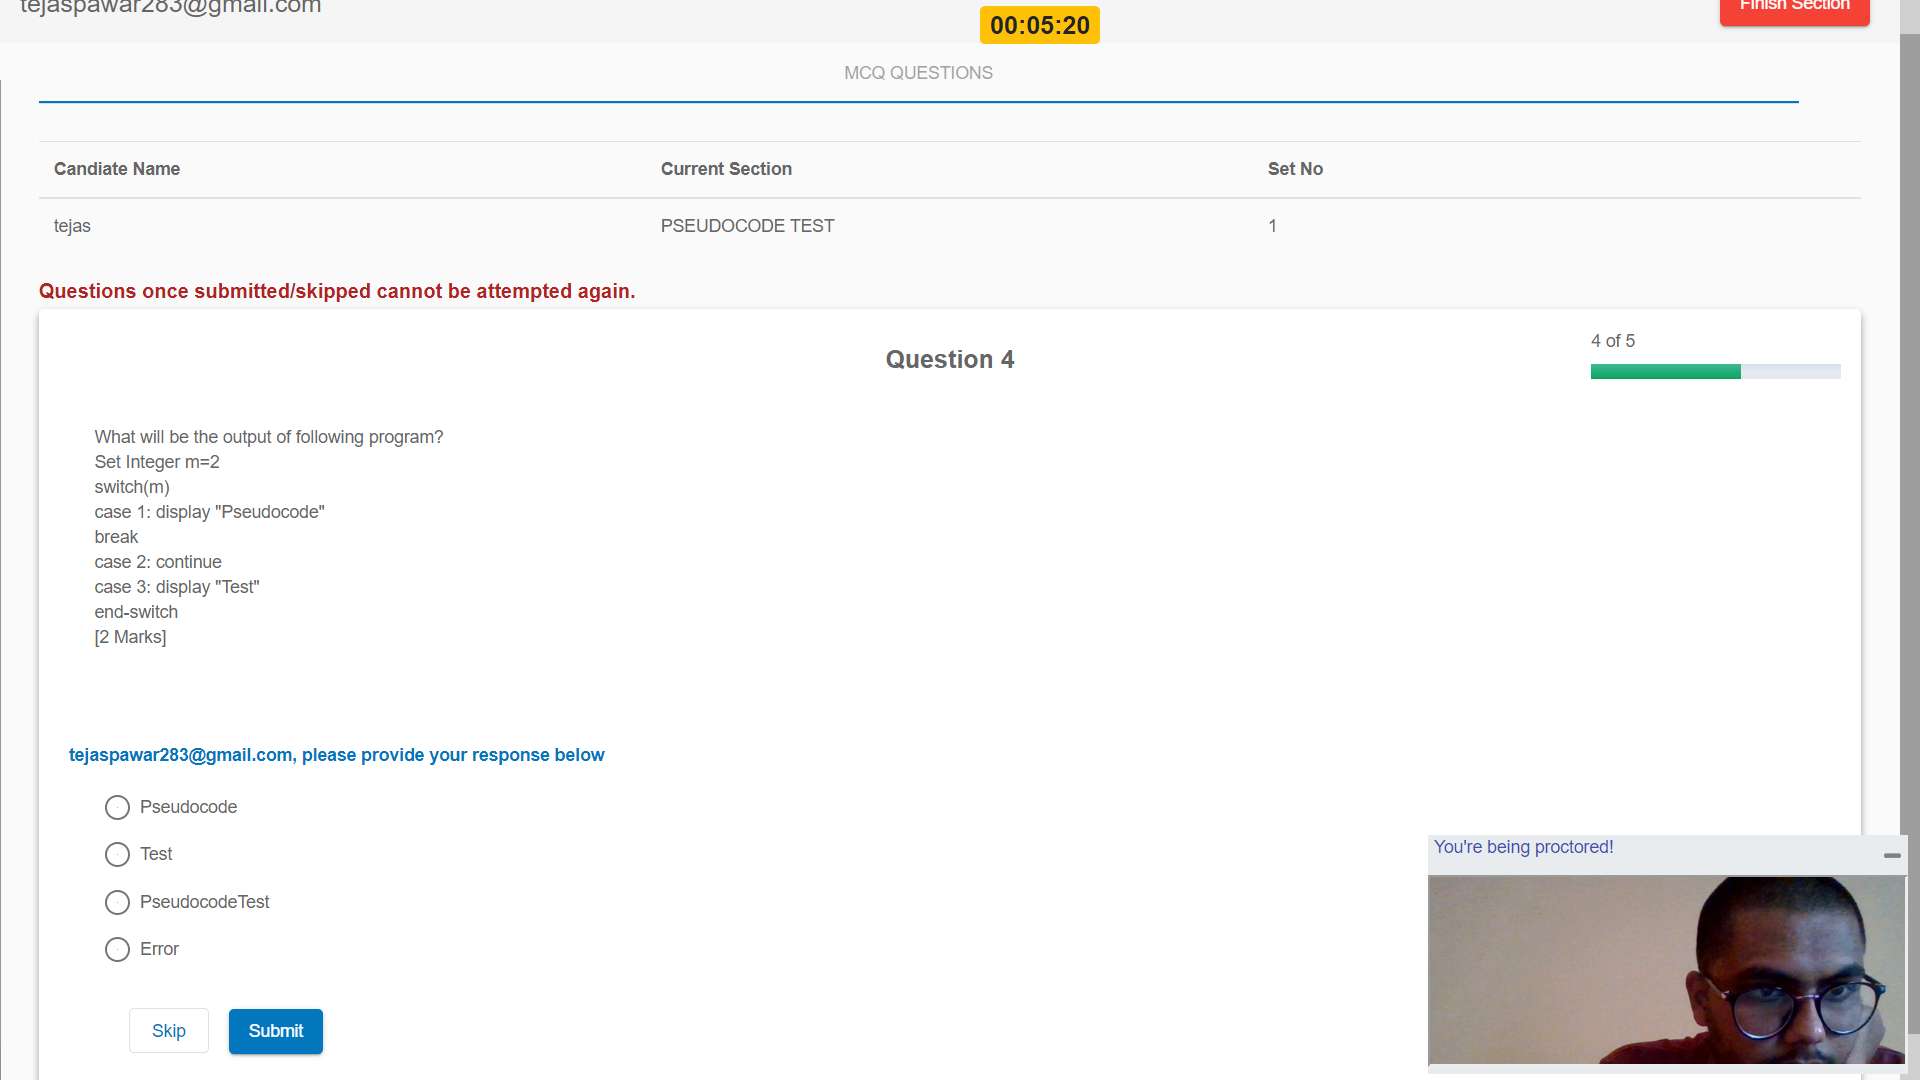 tejaspawar283@gmail.com
Finish Section
00:05:20
MCQ QUESTIONS
Candiate Name Current Section Set No
tejas PSEUDOCODE TEST 1
Questions once submitted/skipped cannot be attempted again.
4 of 5
Question 4
What will be the output of following program?
Set Integer m=2
switch(m)
case 1: display "Pseudocode"
break
case 2: continue
case 3: display "Test"
end-switch
[2 Marks]
tejaspawar283@gmail.com, please provide your response below
Pseudocode
Test
PseudocodeTest
Error
Skip Submit
You're being proctored!